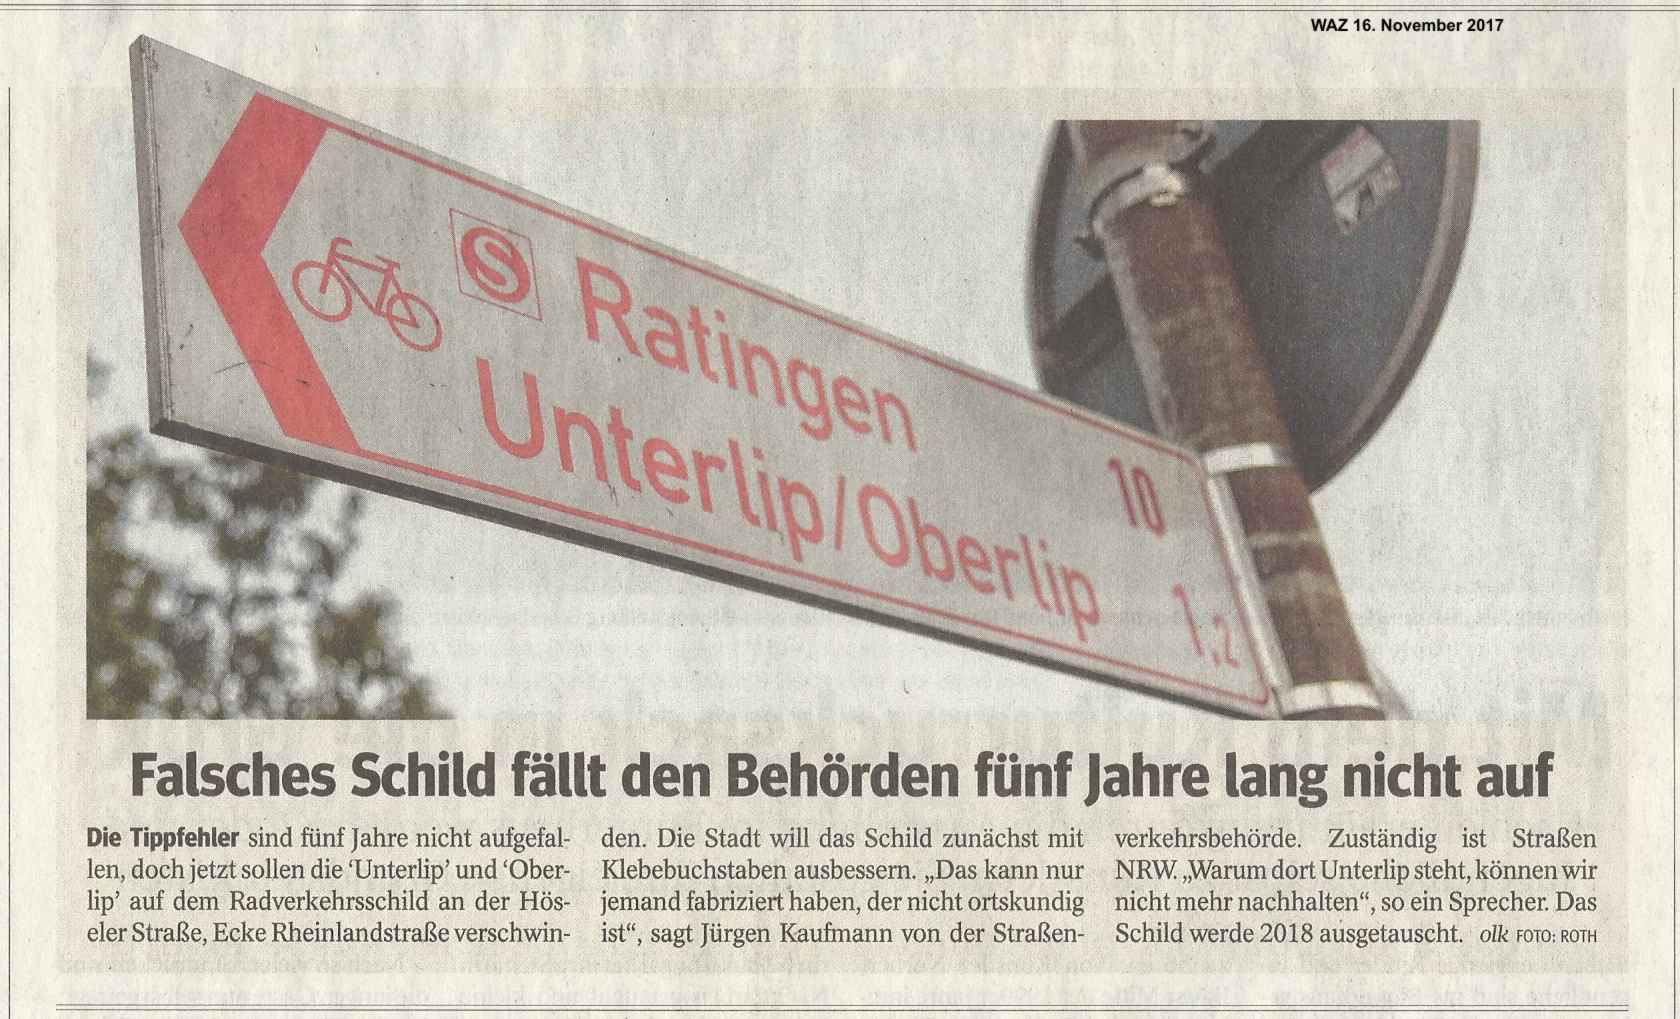 WAZ 16. November 2017
S Ratingen 10
Unterlip/Oberlip 1,2
Falsches Schild fällt den Behörden fünf Jahre lang nicht auf
Die Tippfehler sind fünf Jahre nicht aufgefal-
len, doch jetzt sollen die ‘Unterlip’ und ‘Ober-
lip’ auf dem Radverkehrsschild an der Hös-
eler Straße, Ecke Rheinlandstraße verschwin-
den. Die Stadt will das Schild zunächst mit
Klebebuchstaben ausbessern. „Das kann nur
jemand fabriziert haben, der nicht ortskundig
ist“, sagt Jürgen Kaufmann von der Straßen-
verkehrsbehörde. Zuständig ist Straßen
NRW. „Warum dort Unterlip steht, können wir
nicht mehr nachhalten“, so ein Sprecher. Das
Schild werde 2018 ausgetauscht. olk FOTO: ROTH